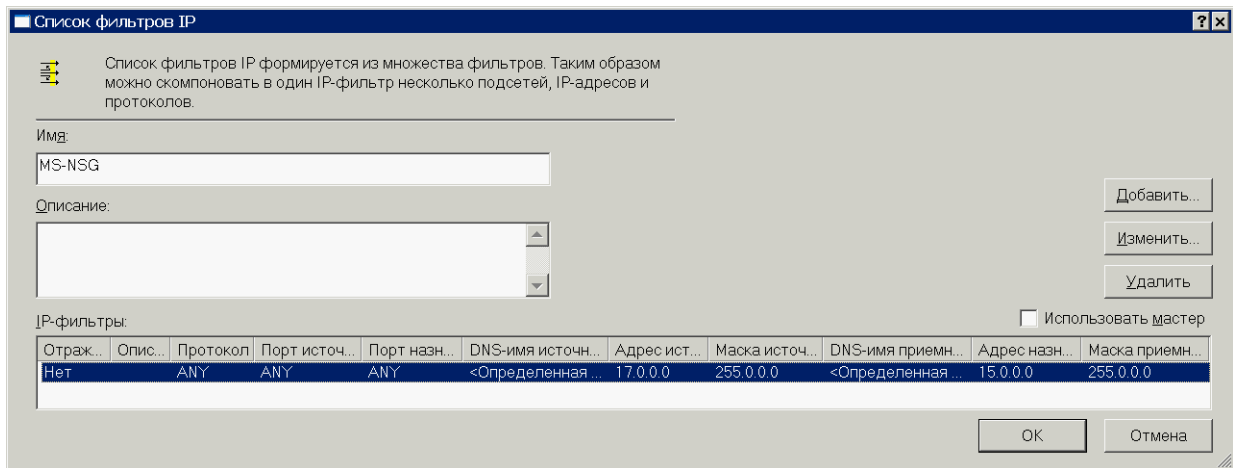 Список фильтров IP
Список фильтров IP формируется из множества фильтров. Таким образом
можно скомпоновать в один IP-фильтр несколько подсетей, IP-адресов и
протоколов.
Имя:
MS-NSG
Добавить...
Описание:
Изменить...
Удалить
IP-фильтры:
Использовать мастер
Отраж... Опис... Протокол Порт источ... Порт назн... DNS-имя источн... Адрес ист... Маска источ... DNS-имя приемн... Адрес назн... Маска приемн...
Нет ANY ANY ANY <Определенная ... 17.0.0.0 255.0.0.0 <Определенная ... 15.0.0.0 255.0.0.0
OK Отмена